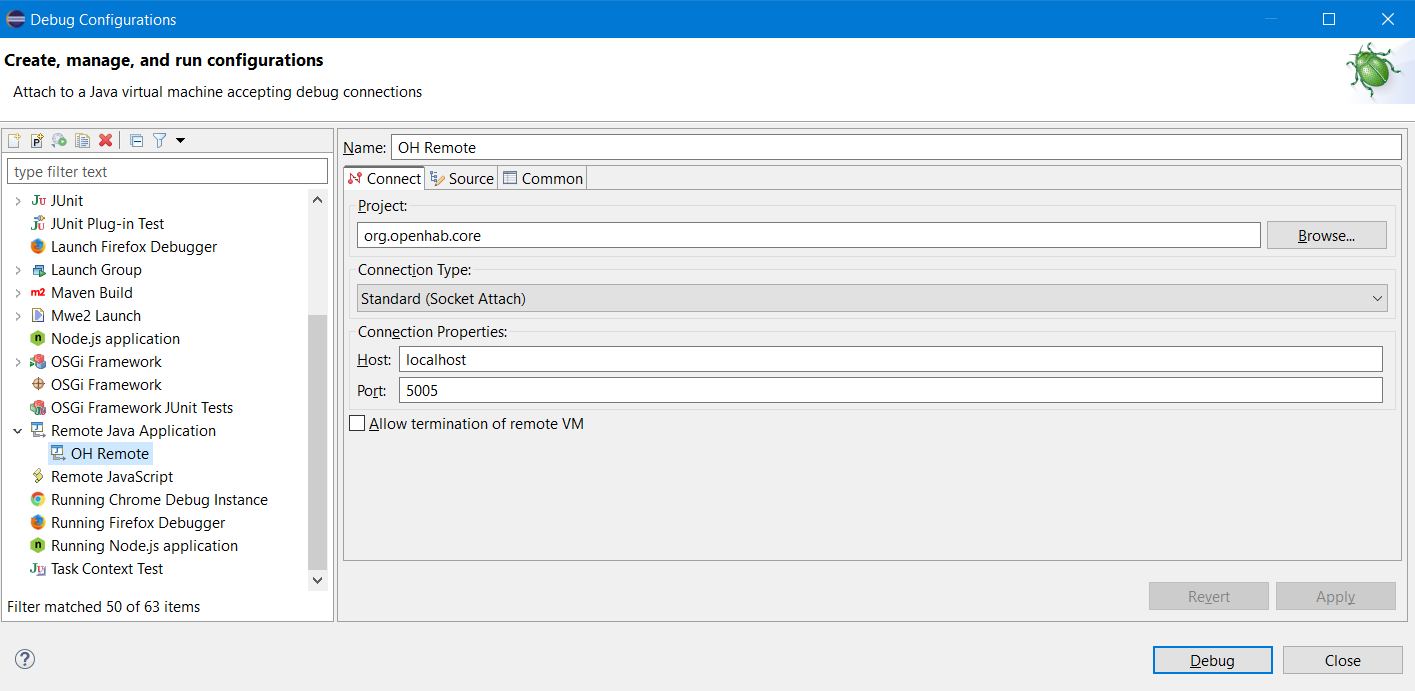 Debug Configurations
Create, manage, and run configurations
Attach to a Java virtual machine accepting debug connections
type filter text
JUnit
JUnit Plug-in Test
Launch Firefox Debugger
Launch Group
Maven Build
Mwe2 Launch
Node.js application
OSGi Framework
OSGi Framework
OSGi Framework JUnit Tests
Remote Java Application
OH Remote
Remote JavaScript
Running Chrome Debug Instance
Running Firefox Debugger
Running Node.js application
Task Context Test
Filter matched 50 of 63 items
Name: OH Remote
Connect Source Common
Project:
org.openhab.core Browse...
Connection Type:
Standard (Socket Attach)
Connection Properties:
Host: localhost
Port: 5005
Allow termination of remote VM
Revert Apply
Debug Close